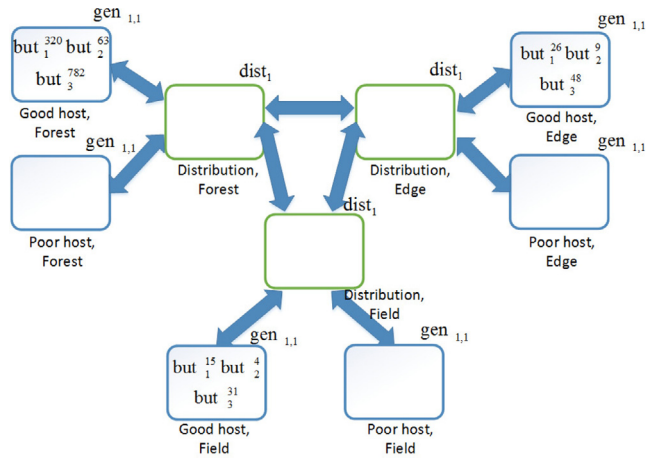 gen 1,1
but 320 1 but 63 2
but 782 3
Good host,
Forest
gen 1,1
Poor host,
Forest
dist1
Distribution,
Forest
dist1
Distribution,
Edge
gen 1,1
but 26 1 but 9 2
but 48 3
Good host,
Edge
gen 1,1
Poor host,
Edge
dist1
Distribution,
Field
gen 1,1
but 15 1 but 4 2
but 31 3
Good host,
Field
gen 1,1
Poor host,
Field